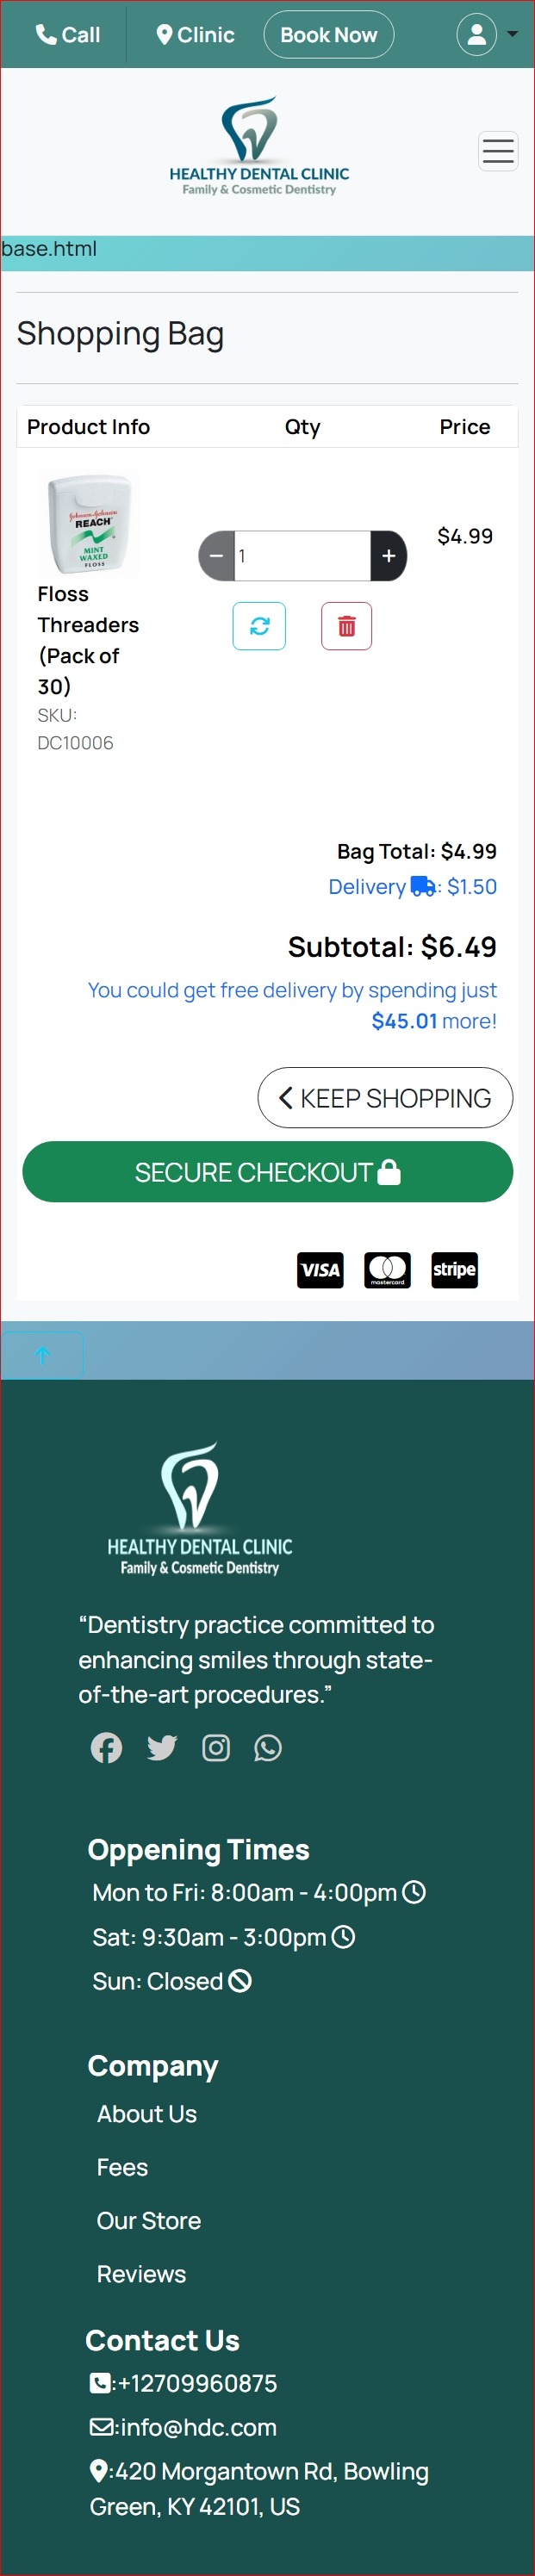 Call Clinic Book Now
HEALTHY DENTAL CLINIC
Family & Cosmetic Dentistry
base.html
Shopping Bag
Product Info Qty Price
Johnson & Johnson
REACH
MINT
WAXED
FLOSS
1
$4.99
Floss
Threaders
(Pack of
30)
SKU:
DC10006
Bag Total: $4.99
Delivery : $1.50
Subtotal: $6.49
You could get free delivery by spending just
$45.01 more!
KEEP SHOPPING
SECURE CHECKOUT
VISA mastercard stripe
HEALTHY DENTAL CLINIC
Family & Cosmetic Dentistry
“Dentistry practice committed to
enhancing smiles through state-
of-the-art procedures.”
Oppening Times
Mon to Fri: 8:00am - 4:00pm
Sat: 9:30am - 3:00pm
Sun: Closed
Company
About Us
Fees
Our Store
Reviews
Contact Us
:+12709960875
:info@hdc.com
:420 Morgantown Rd, Bowling
Green, KY 42101, US